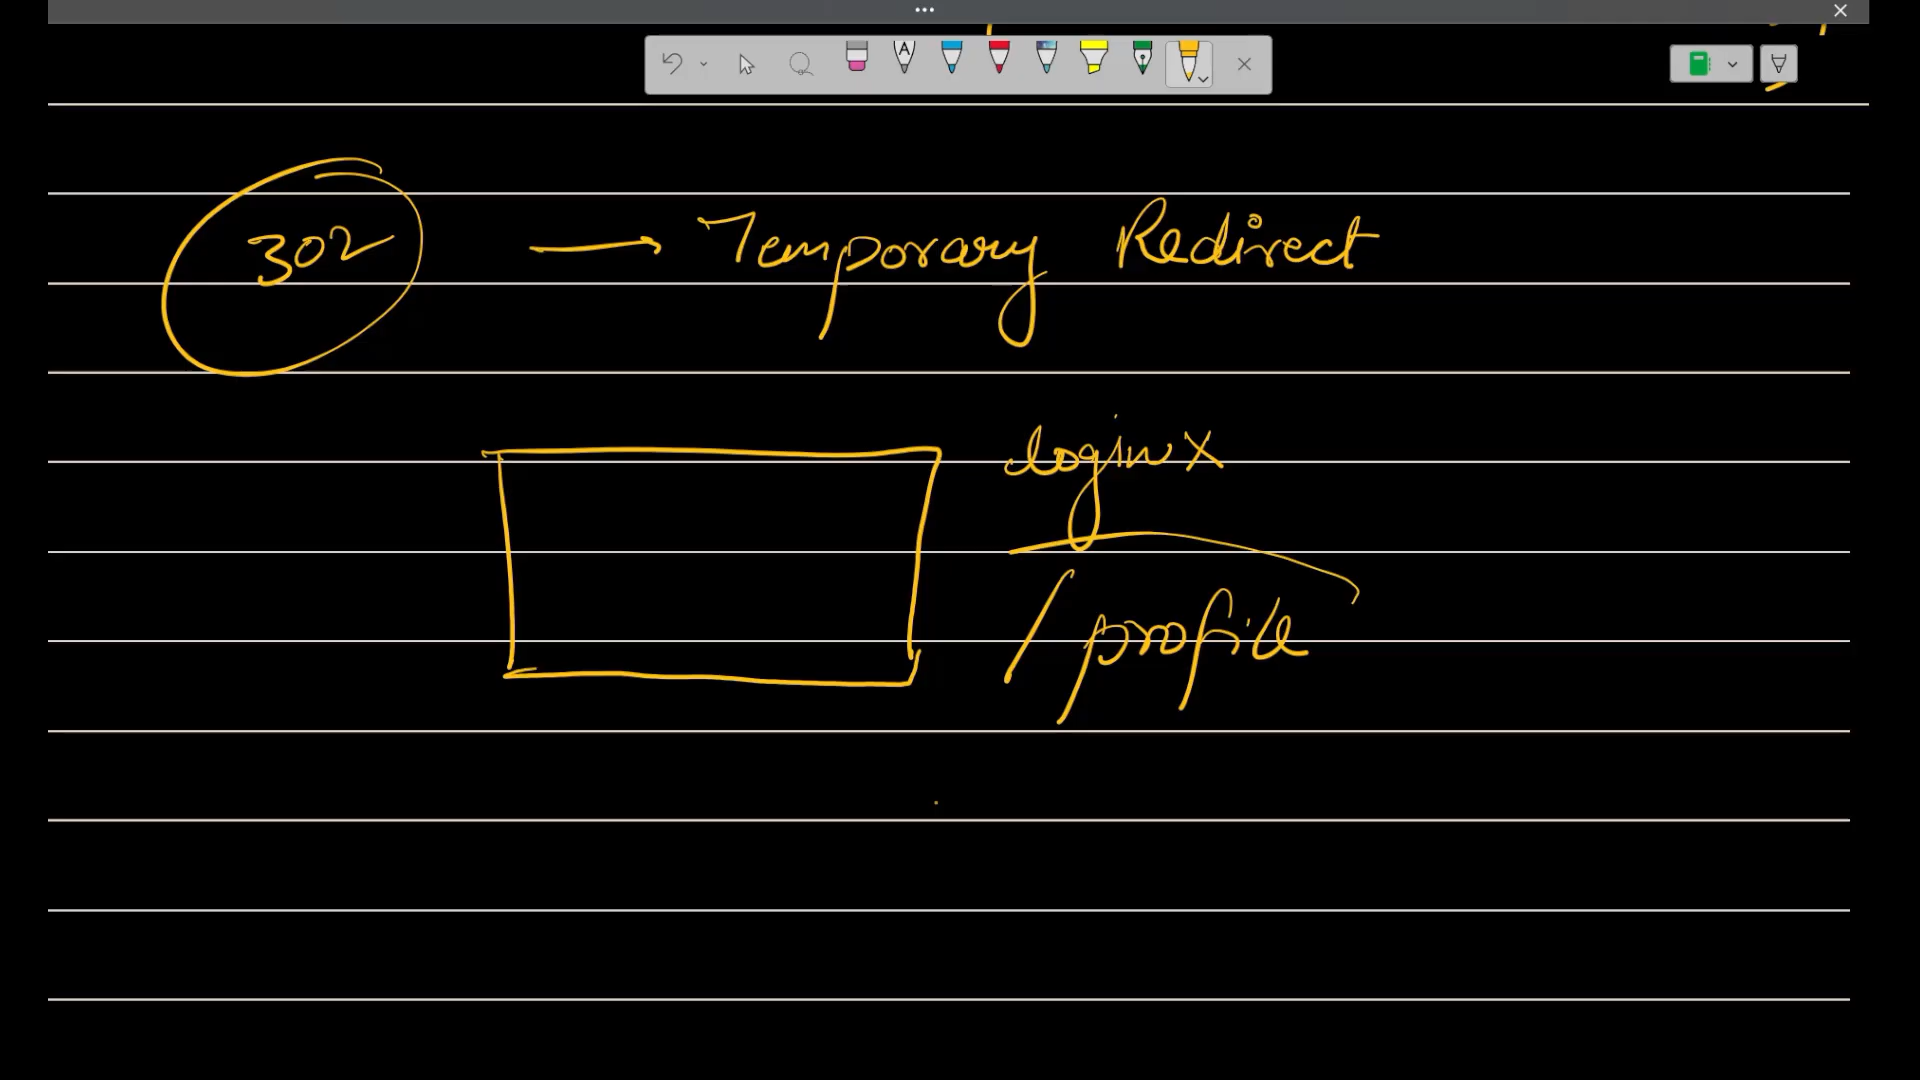 302 → Temporary Redirect
login X
/profile